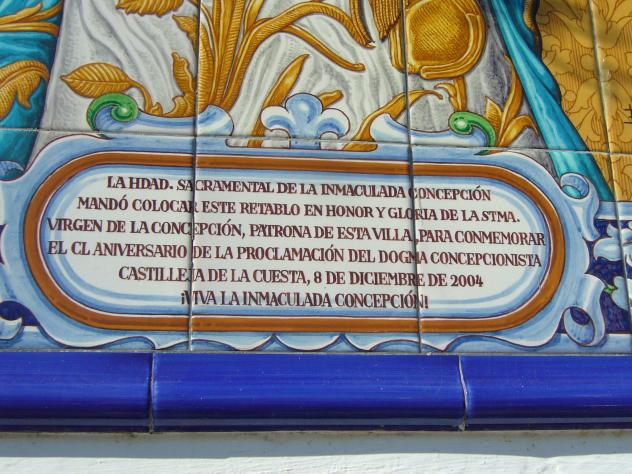 LA HDAD. SACRAMENTAL DE LA INMACULADA CONCEPCIÓN
MANDÓ COLOCAR ESTE RETABLO EN HONOR Y GLORIA DE LA STMA.
VIRGEN DE LA CONCEPCIÓN, PATRONA DE ESTA VILLA, PARA CONMEMORAR
EL CL ANIVERSARIO DE LA PROCLAMACIÓN DEL DOGMA CONCEPCIONISTA
CASTILLEJA DE LA CUESTA, 8 DE DICIEMBRE DE 2004
¡VIVA LA INMACULADA CONCEPCIÓN!